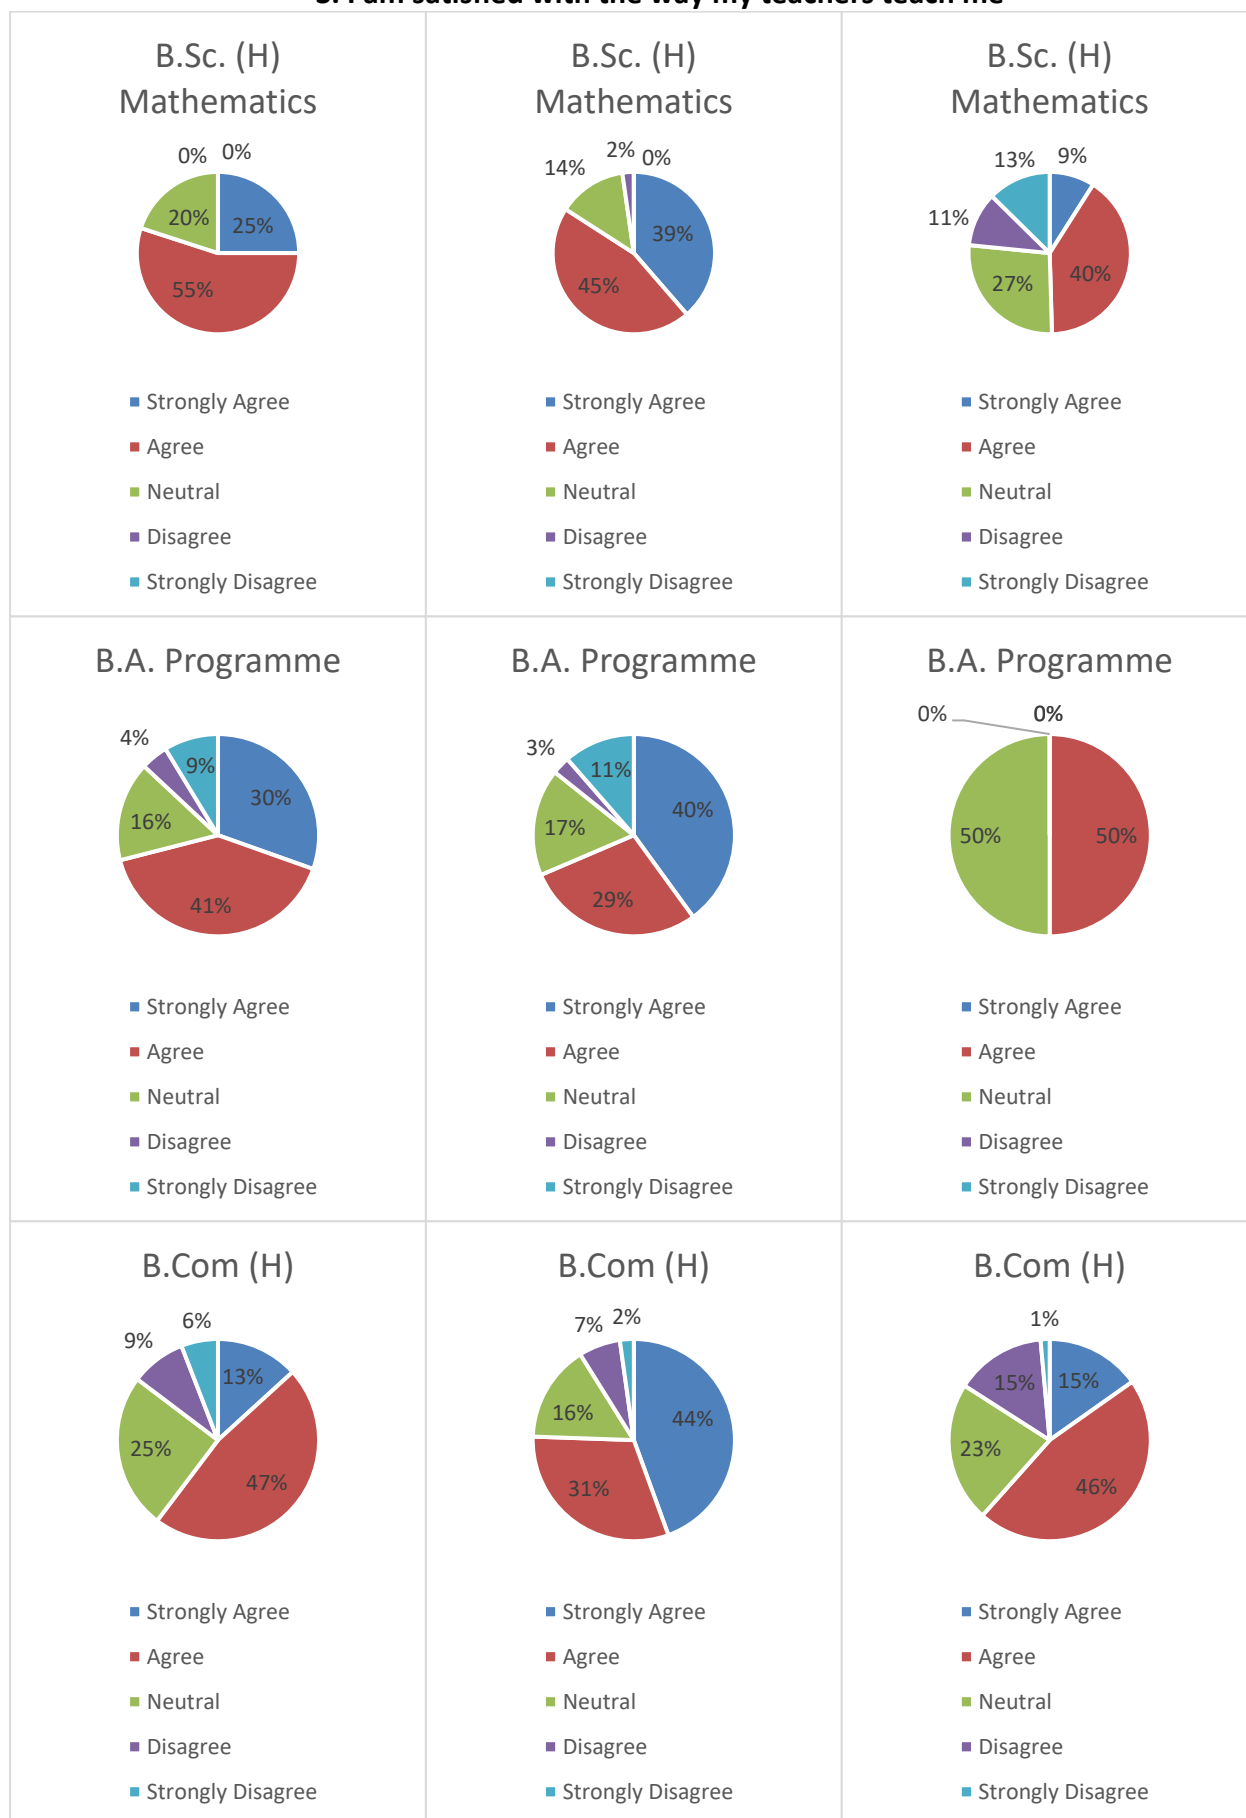 B.Sc. (H)
Mathematics
0% 0%
20% 25%
55%
Strongly Agree
Agree
Neutral
Disagree
Strongly Disagree
B.Sc. (H)
Mathematics
14% 2% 0%
39%
45%
Strongly Agree
Agree
Neutral
Disagree
Strongly Disagree
B.Sc. (H)
Mathematics
13% 9%
11%
27% 40%
Strongly Agree
Agree
Neutral
Disagree
Strongly Disagree
B.A. Programme
4%
9%
30%
16%
41%
Strongly Agree
Agree
Neutral
Disagree
Strongly Disagree
B.A. Programme
3%
11%
40%
17%
29%
Strongly Agree
Agree
Neutral
Disagree
Strongly Disagree
B.A. Programme
0% 0%
50% 50%
Strongly Agree
Agree
Neutral
Disagree
Strongly Disagree
B.Com (H)
6%
9%
13%
25%
47%
Strongly Agree
Agree
Neutral
Disagree
Strongly Disagree
B.Com (H)
7% 2%
16% 44%
31%
Strongly Agree
Agree
Neutral
Disagree
Strongly Disagree
B.Com (H)
1%
15% 15%
23%
46%
Strongly Agree
Agree
Neutral
Disagree
Strongly Disagree